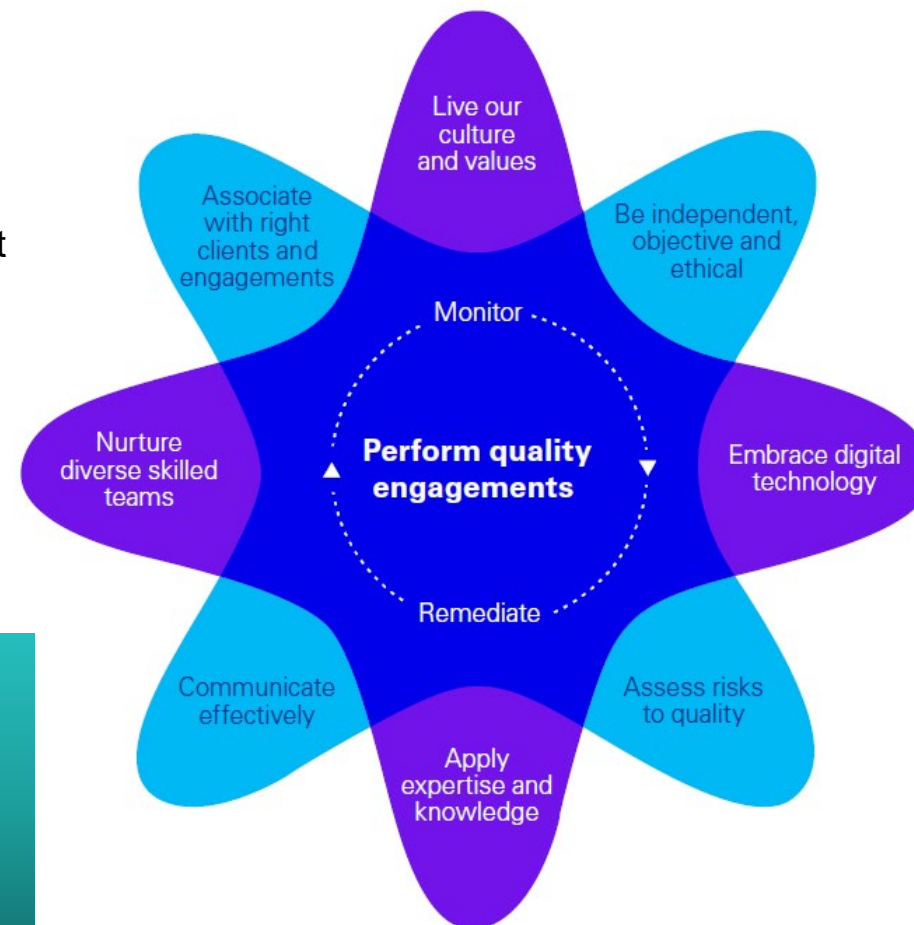 Live our
culture
and values
Be independent,
objective and
ethical
Embrace digital
technology
Assess risks
to quality
Apply
expertise and
knowledge
Communicate
effectively
Nurture
diverse skilled
teams
Associate
with right
clients and
engagements
Monitor
Perform quality
engagements
Remediate
t